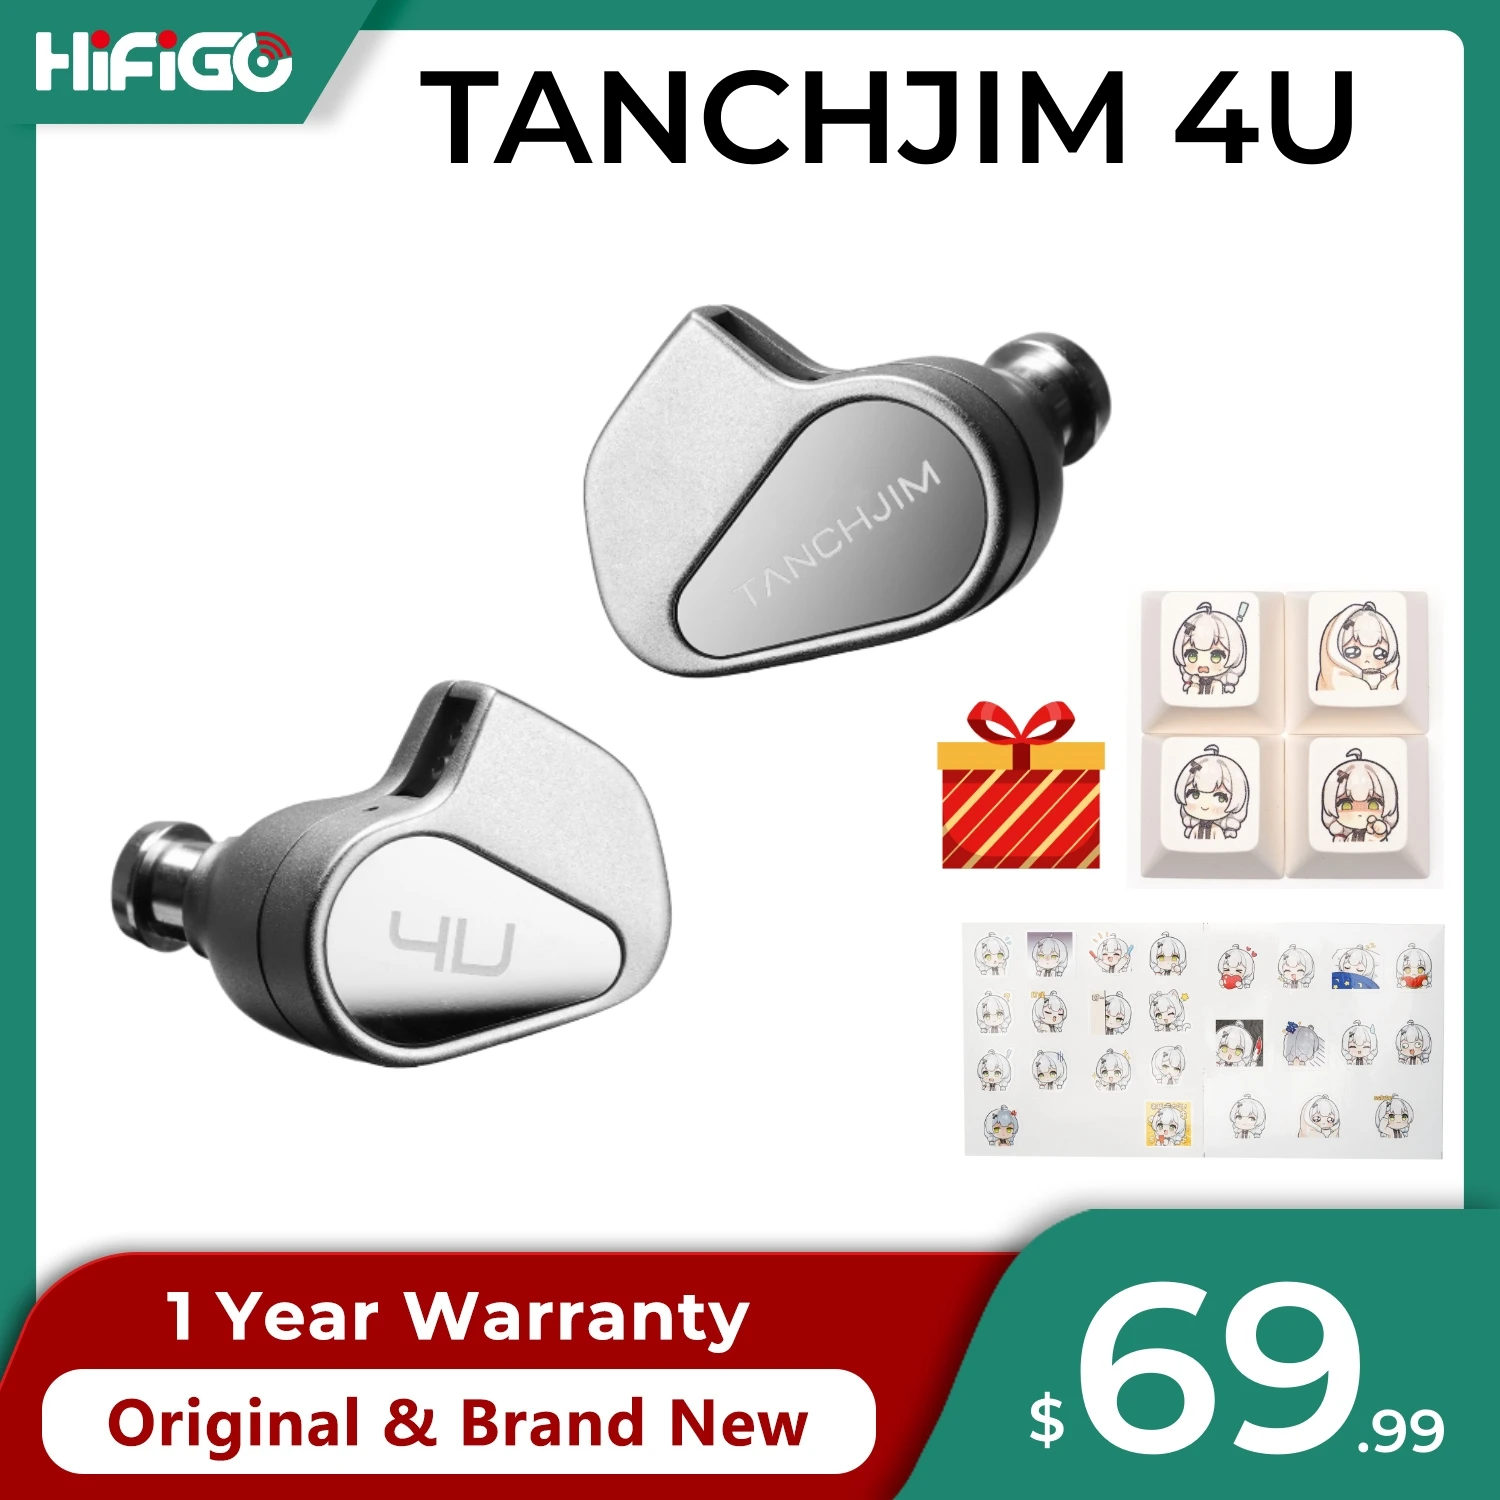 HiFiGO
TANCHJIM 4U
TANCHJIM
4U
1 Year Warranty
Original & Brand New
$69.99